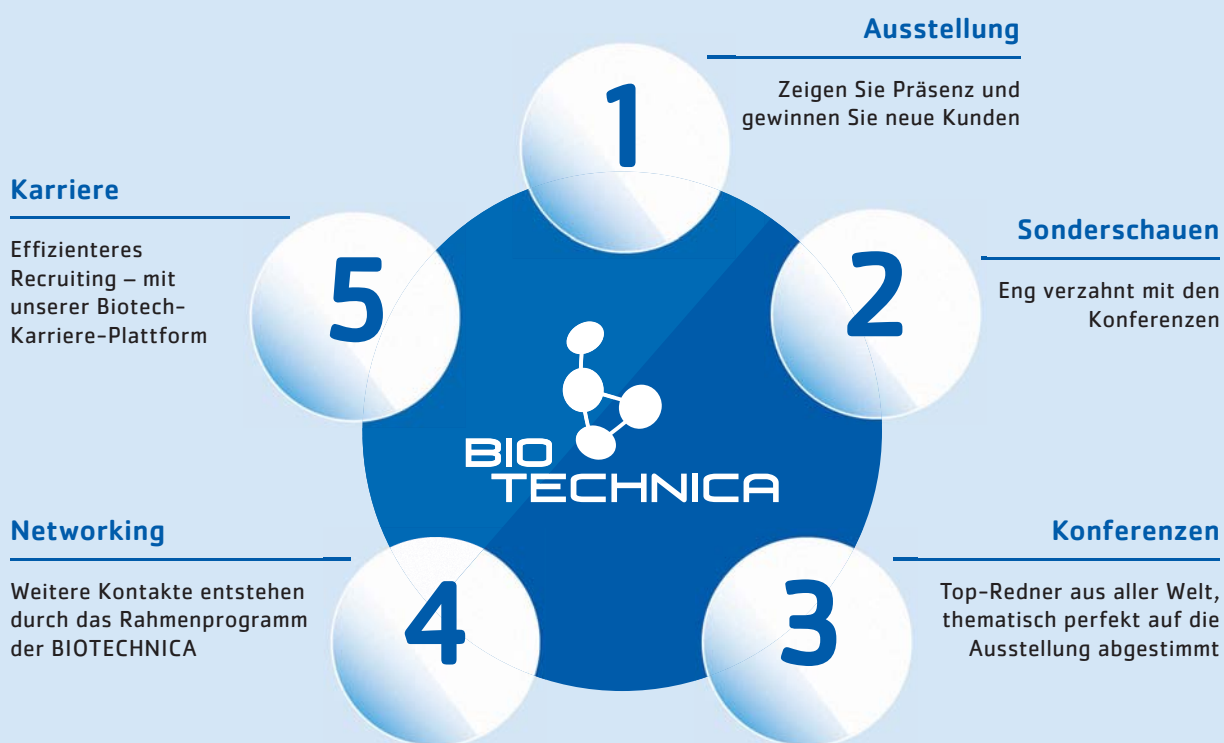 1
Ausstellung
Zeigen Sie Präsenz und
gewinnen Sie neue Kunden
2
Sonderschauen
Eng verzahnt mit den
Konferenzen
3
Konferenzen
Top-Redner aus aller Welt,
thematisch perfekt auf die
Ausstellung abgestimmt
4
Networking
Weitere Kontakte entstehen
durch das Rahmenprogramm
der BIOTECHNICA
5
Karriere
Effizienteres
Recruiting – mit
unserer Biotech-
Karriere-Plattform
BIO
TECHNICA